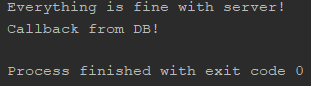 Everything is fine with server!
Callback from DB!
Process finished with exit code 0